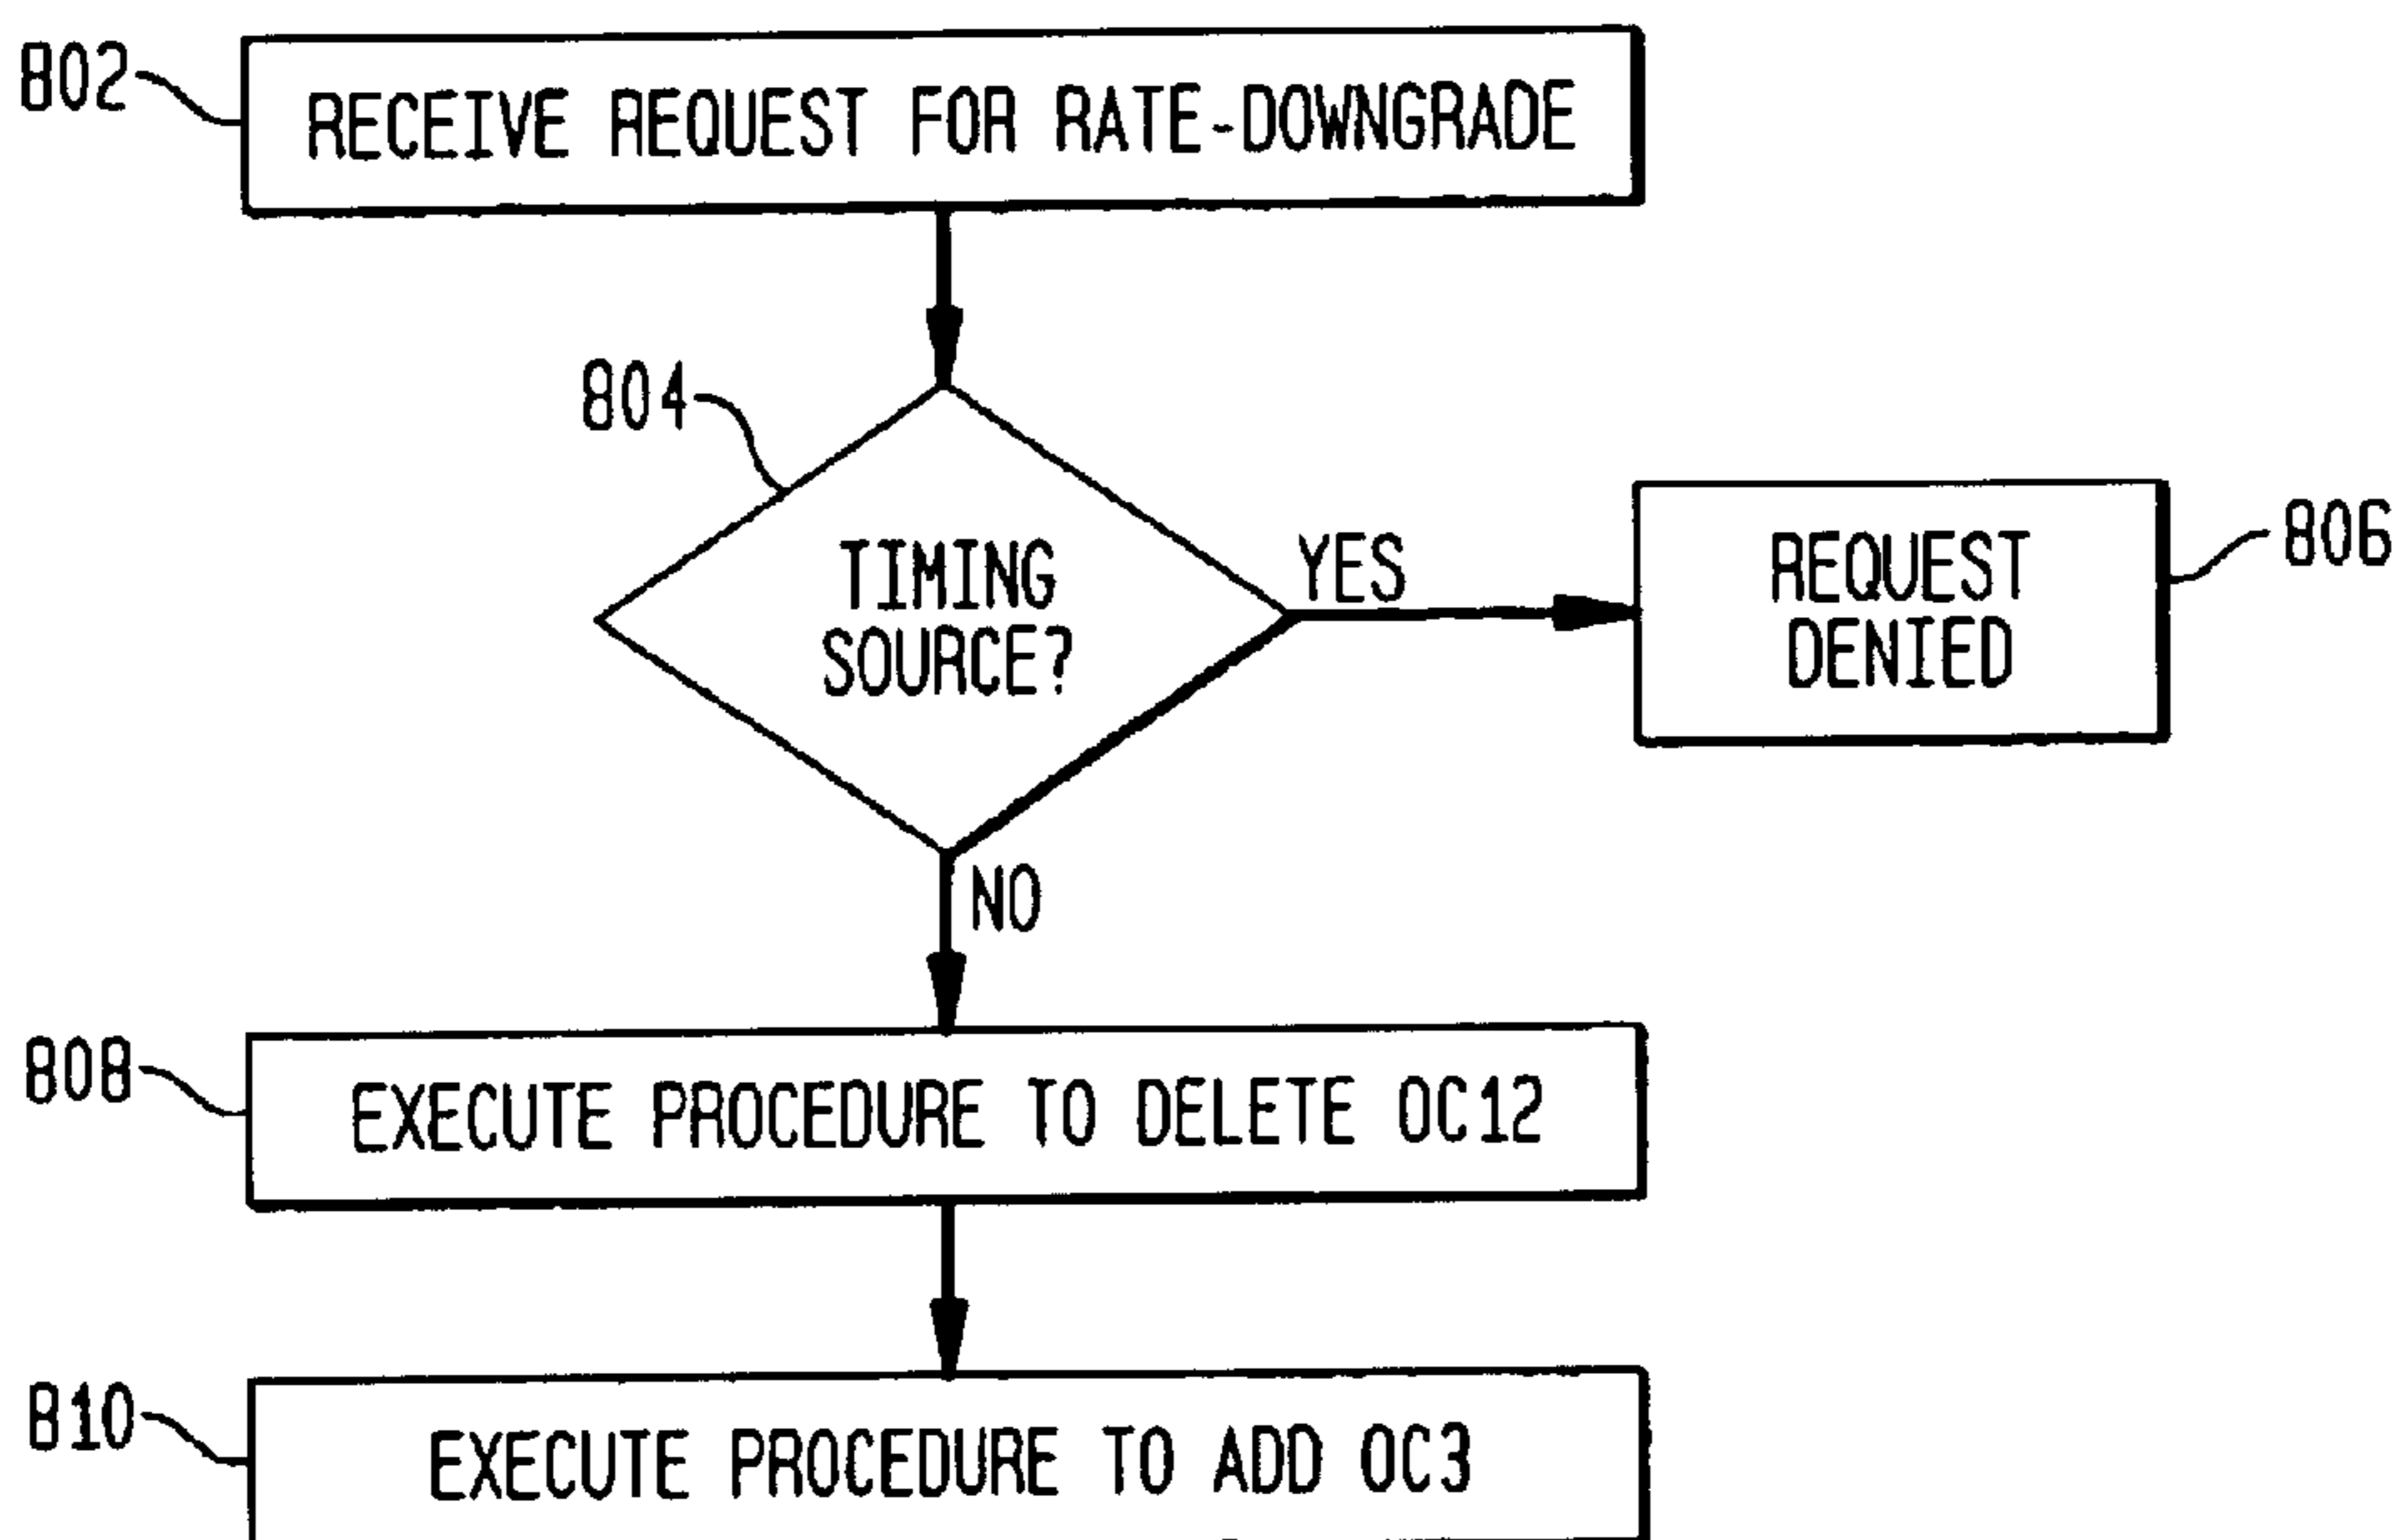 802
RECEIVE REQUEST FOR RATE-DOWNGRADE
804
TIMING
SOURCE?
YES
REQUEST
DENIED
806
NO
808
EXECUTE PROCEDURE TO DELETE OC12
810
EXECUTE PROCEDURE TO ADD OC3